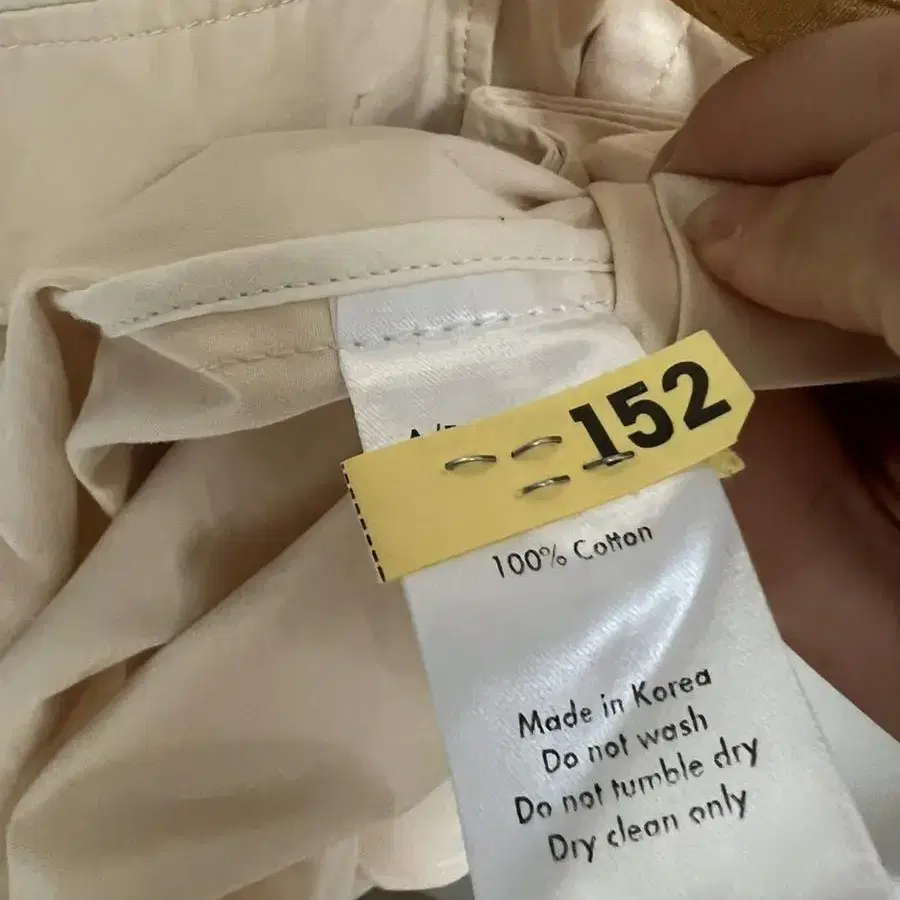 152
100% Cotton
Made in Korea
Do not wash
Do not tumble dry
Dry clean only